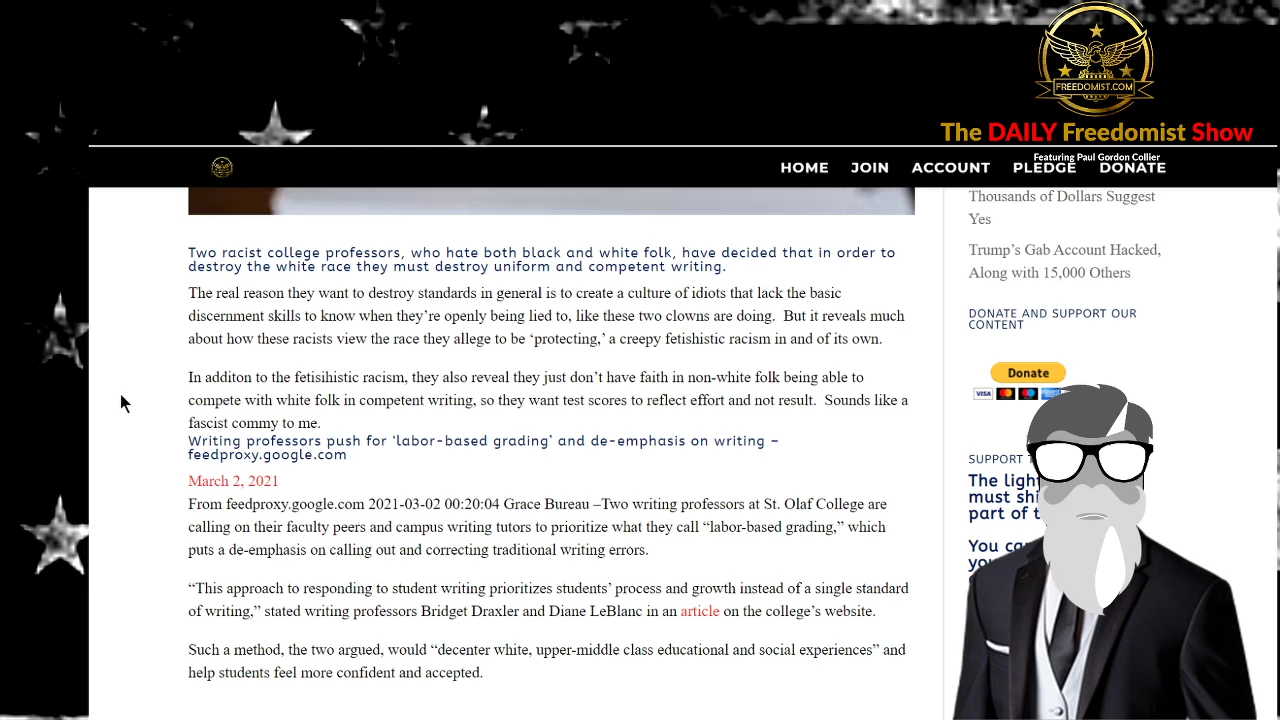 FREEDOMIST.COM
The DAILY Freedomist Show
Featuring Paul Gordon Collier
HOME JOIN ACCOUNT PLEDGE DONATE
Two racist college professors, who hate both black and white folk, have decided that in order to
destroy the white race they must destroy uniform and competent writing.
The real reason they want to destroy standards in general is to create a culture of idiots that lack the basic
discernment skills to know when they’re openly being lied to, like these two clowns are doing.  But it reveals much
about how these racists view the race they allege to be ‘protecting,’ a creepy fetishistic racism in and of its own.
In additon to the fetisihistic racism, they also reveal they just don’t have faith in non-white folk being able to
compete with white folk in competent writing, so they want test scores to reflect effort and not result.  Sounds like a
fascist commy to me.
Writing professors push for ‘labor-based grading’ and de-emphasis on writing –
feedproxy.google.com
March 2, 2021
From feedproxy.google.com 2021-03-02 00:20:04 Grace Bureau –Two writing professors at St. Olaf College are
calling on their faculty peers and campus writing tutors to prioritize what they call “labor-based grading,” which
puts a de-emphasis on calling out and correcting traditional writing errors.
“This approach to responding to student writing prioritizes students’ process and growth instead of a single standard
of writing,” stated writing professors Bridget Draxler and Diane LeBlanc in an article on the college’s website.
Such a method, the two argued, would “decenter white, upper-middle class educational and social experiences” and
help students feel more confident and accepted.
Thousands of Dollars Suggest
Yes
Trump’s Gab Account Hacked,
Along with 15,000 Others
DONATE AND SUPPORT OUR
CONTENT
Donate
VISA
SUPPORT
The light
must shi
part of t
You ca
you